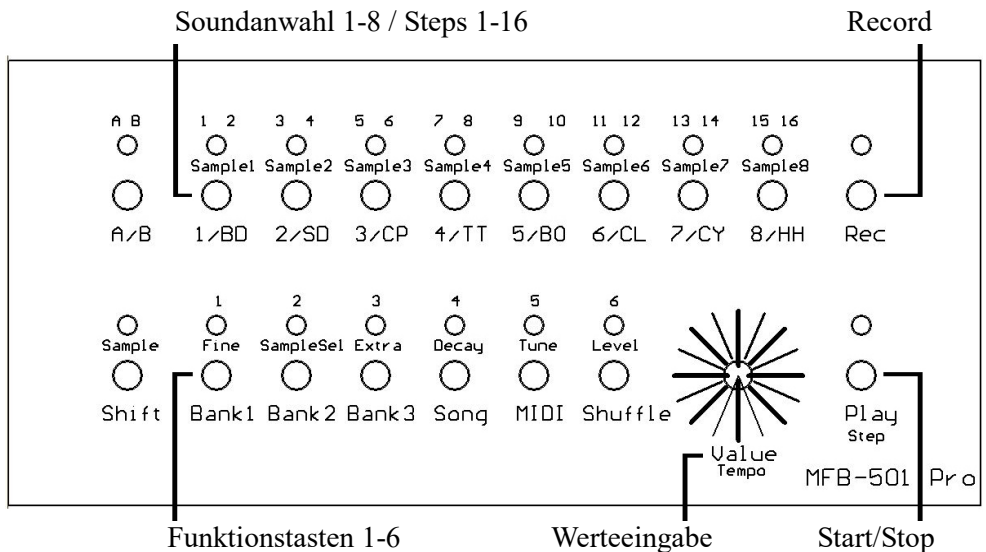 Soundanwahl 1-8 / Steps 1-16 Record
A B 1 2 3 4 5 6 7 8 9 10 11 12 13 14 15 16
Sample1 Sample2 Sample3 Sample4 Sample5 Sample6 Sample7 Sample8
A/B 1/BD 2/SD 3/CP 4/TT 5/BO 6/CL 7/CY 8/HH Rec
1 2 3 4 5 6
Sample Fine SampleSel Extra Decay Tune Level
Shift Bank1 Bank2 Bank3 Song MIDI Shuffle Play
Step
Value
Tempo
MFB-501 Pro
Funktionstasten 1-6 Werteeingabe Start/Stop